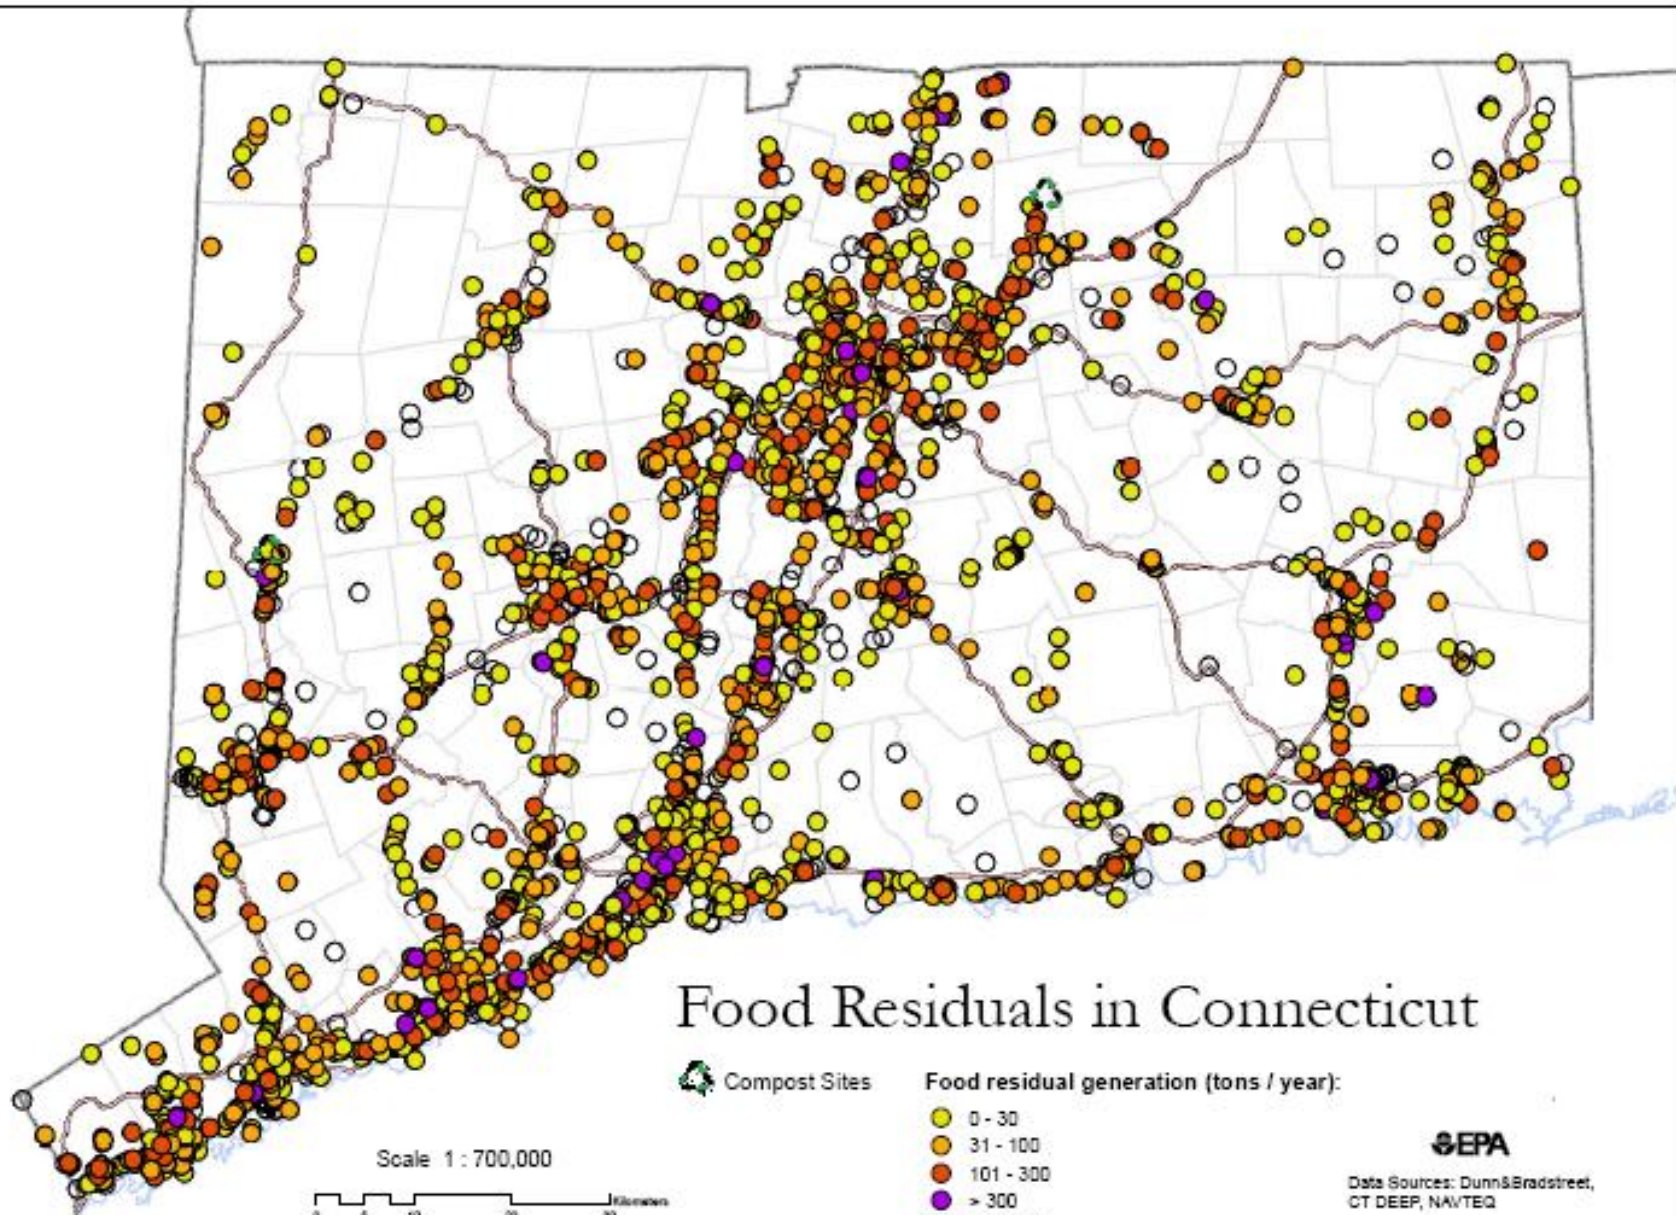 Food Residuals in Connecticut
Compost Sites
Food residual generation (tons / year):
0 - 30
31 - 100
101 - 300
> 300
Scale 1 : 700,000
Kilometers
EPA
Data Sources: Dunn&Bradstreet,
CT DEEP, NAVTEQ